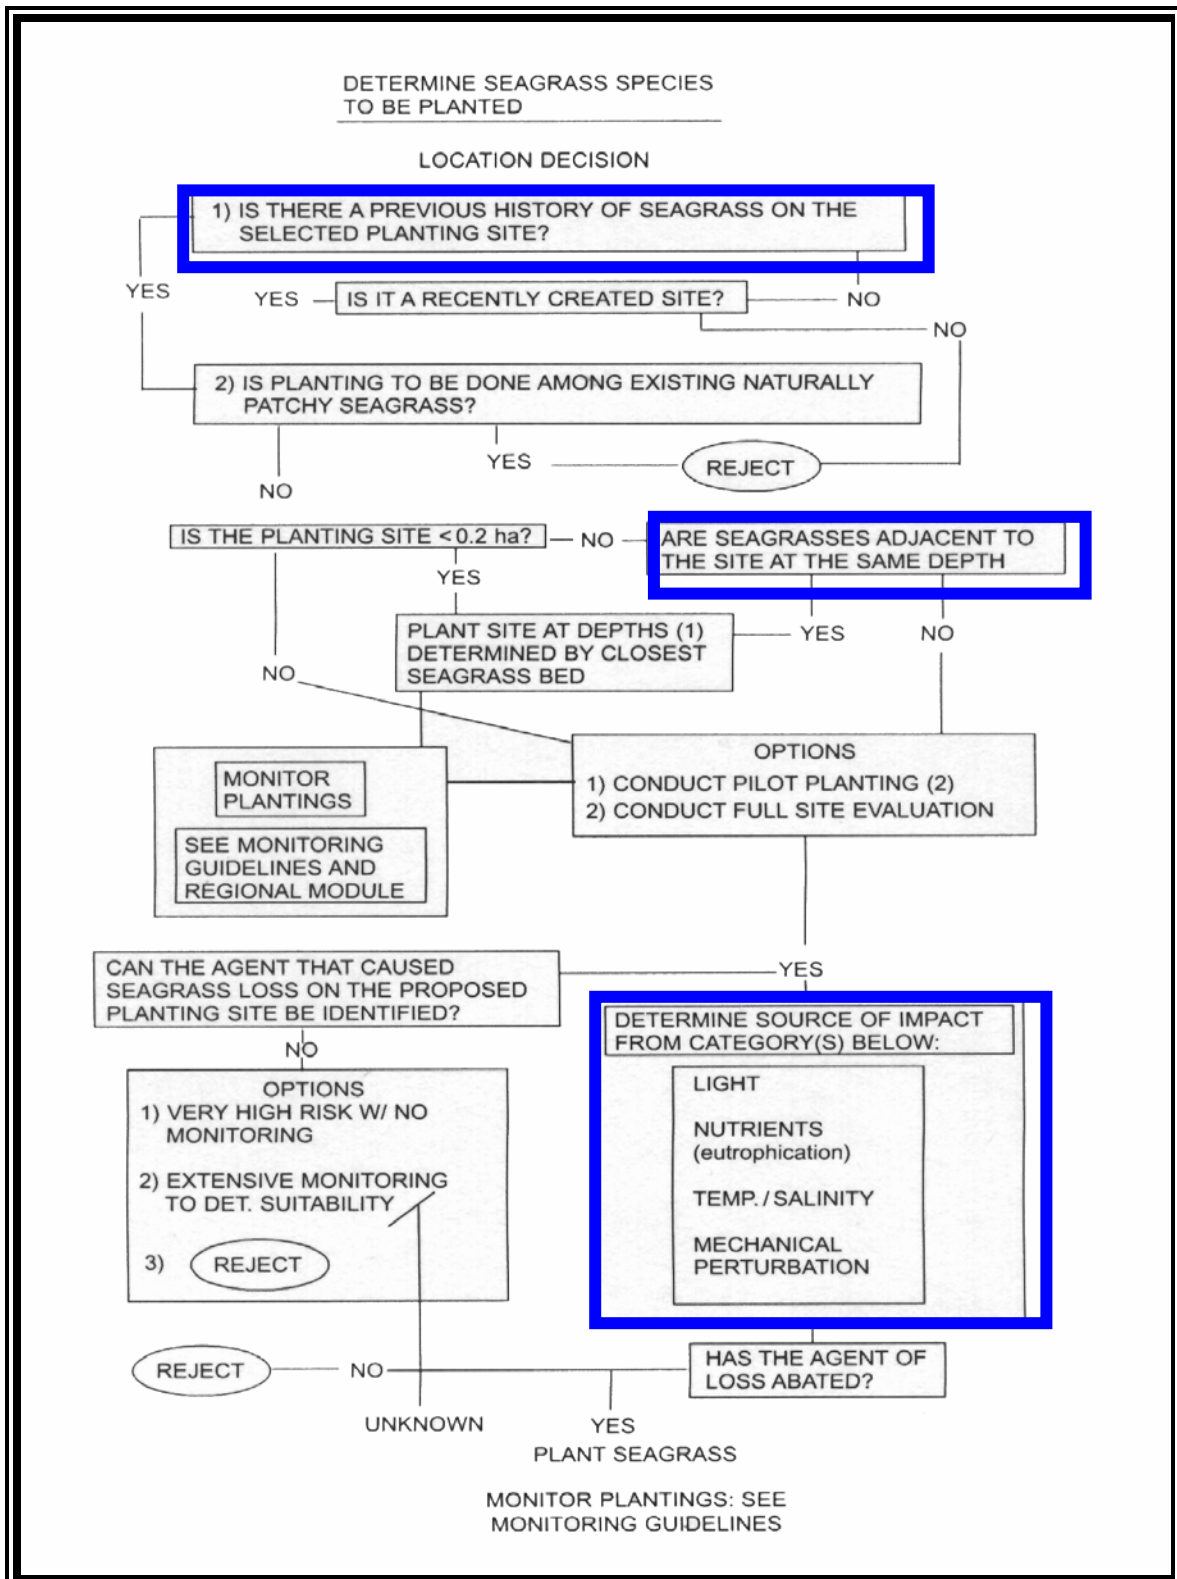 DETERMINE SEAGRASS SPECIES
TO BE PLANTED
LOCATION DECISION
1) IS THERE A PREVIOUS HISTORY OF SEAGRASS ON THE
SELECTED PLANTING SITE?
YES
YES
IS IT A RECENTLY CREATED SITE?
NO
NO
2) IS PLANTING TO BE DONE AMONG EXISTING NATURALLY
PATCHY SEAGRASS?
YES
REJECT
NO
IS THE PLANTING SITE <0.2 ha?
NO
ARE SEAGRASSES ADJACENT TO
THE SITE AT THE SAME DEPTH
YES
PLANT SITE AT DEPTHS (1)
DETERMINED BY CLOSEST
SEAGRASS BED
YES
NO
NO
OPTIONS
1) CONDUCT PILOT PLANTING (2)
2) CONDUCT FULL SITE EVALUATION
MONITOR
PLANTINGS
SEE MONITORING
GUIDELINES AND
REGIONAL MODULE
CAN THE AGENT THAT CAUSED
SEAGRASS LOSS ON THE PROPOSED
PLANTING SITE BE IDENTIFIED?
YES
NO
OPTIONS
1) VERY HIGH RISK W/ NO
MONITORING
2) EXTENSIVE MONITORING
TO DET. SUITABILITY
3) REJECT
DETERMINE SOURCE OF IMPACT
FROM CATEGORY(S) BELOW:
LIGHT
NUTRIENTS
(eutrophication)
TEMP. / SALINITY
MECHANICAL
PERTURBATION
HAS THE AGENT OF
LOSS ABATED?
REJECT
NO
UNKNOWN
YES
PLANT SEAGRASS
MONITOR PLANTINGS: SEE
MONITORING GUIDELINES